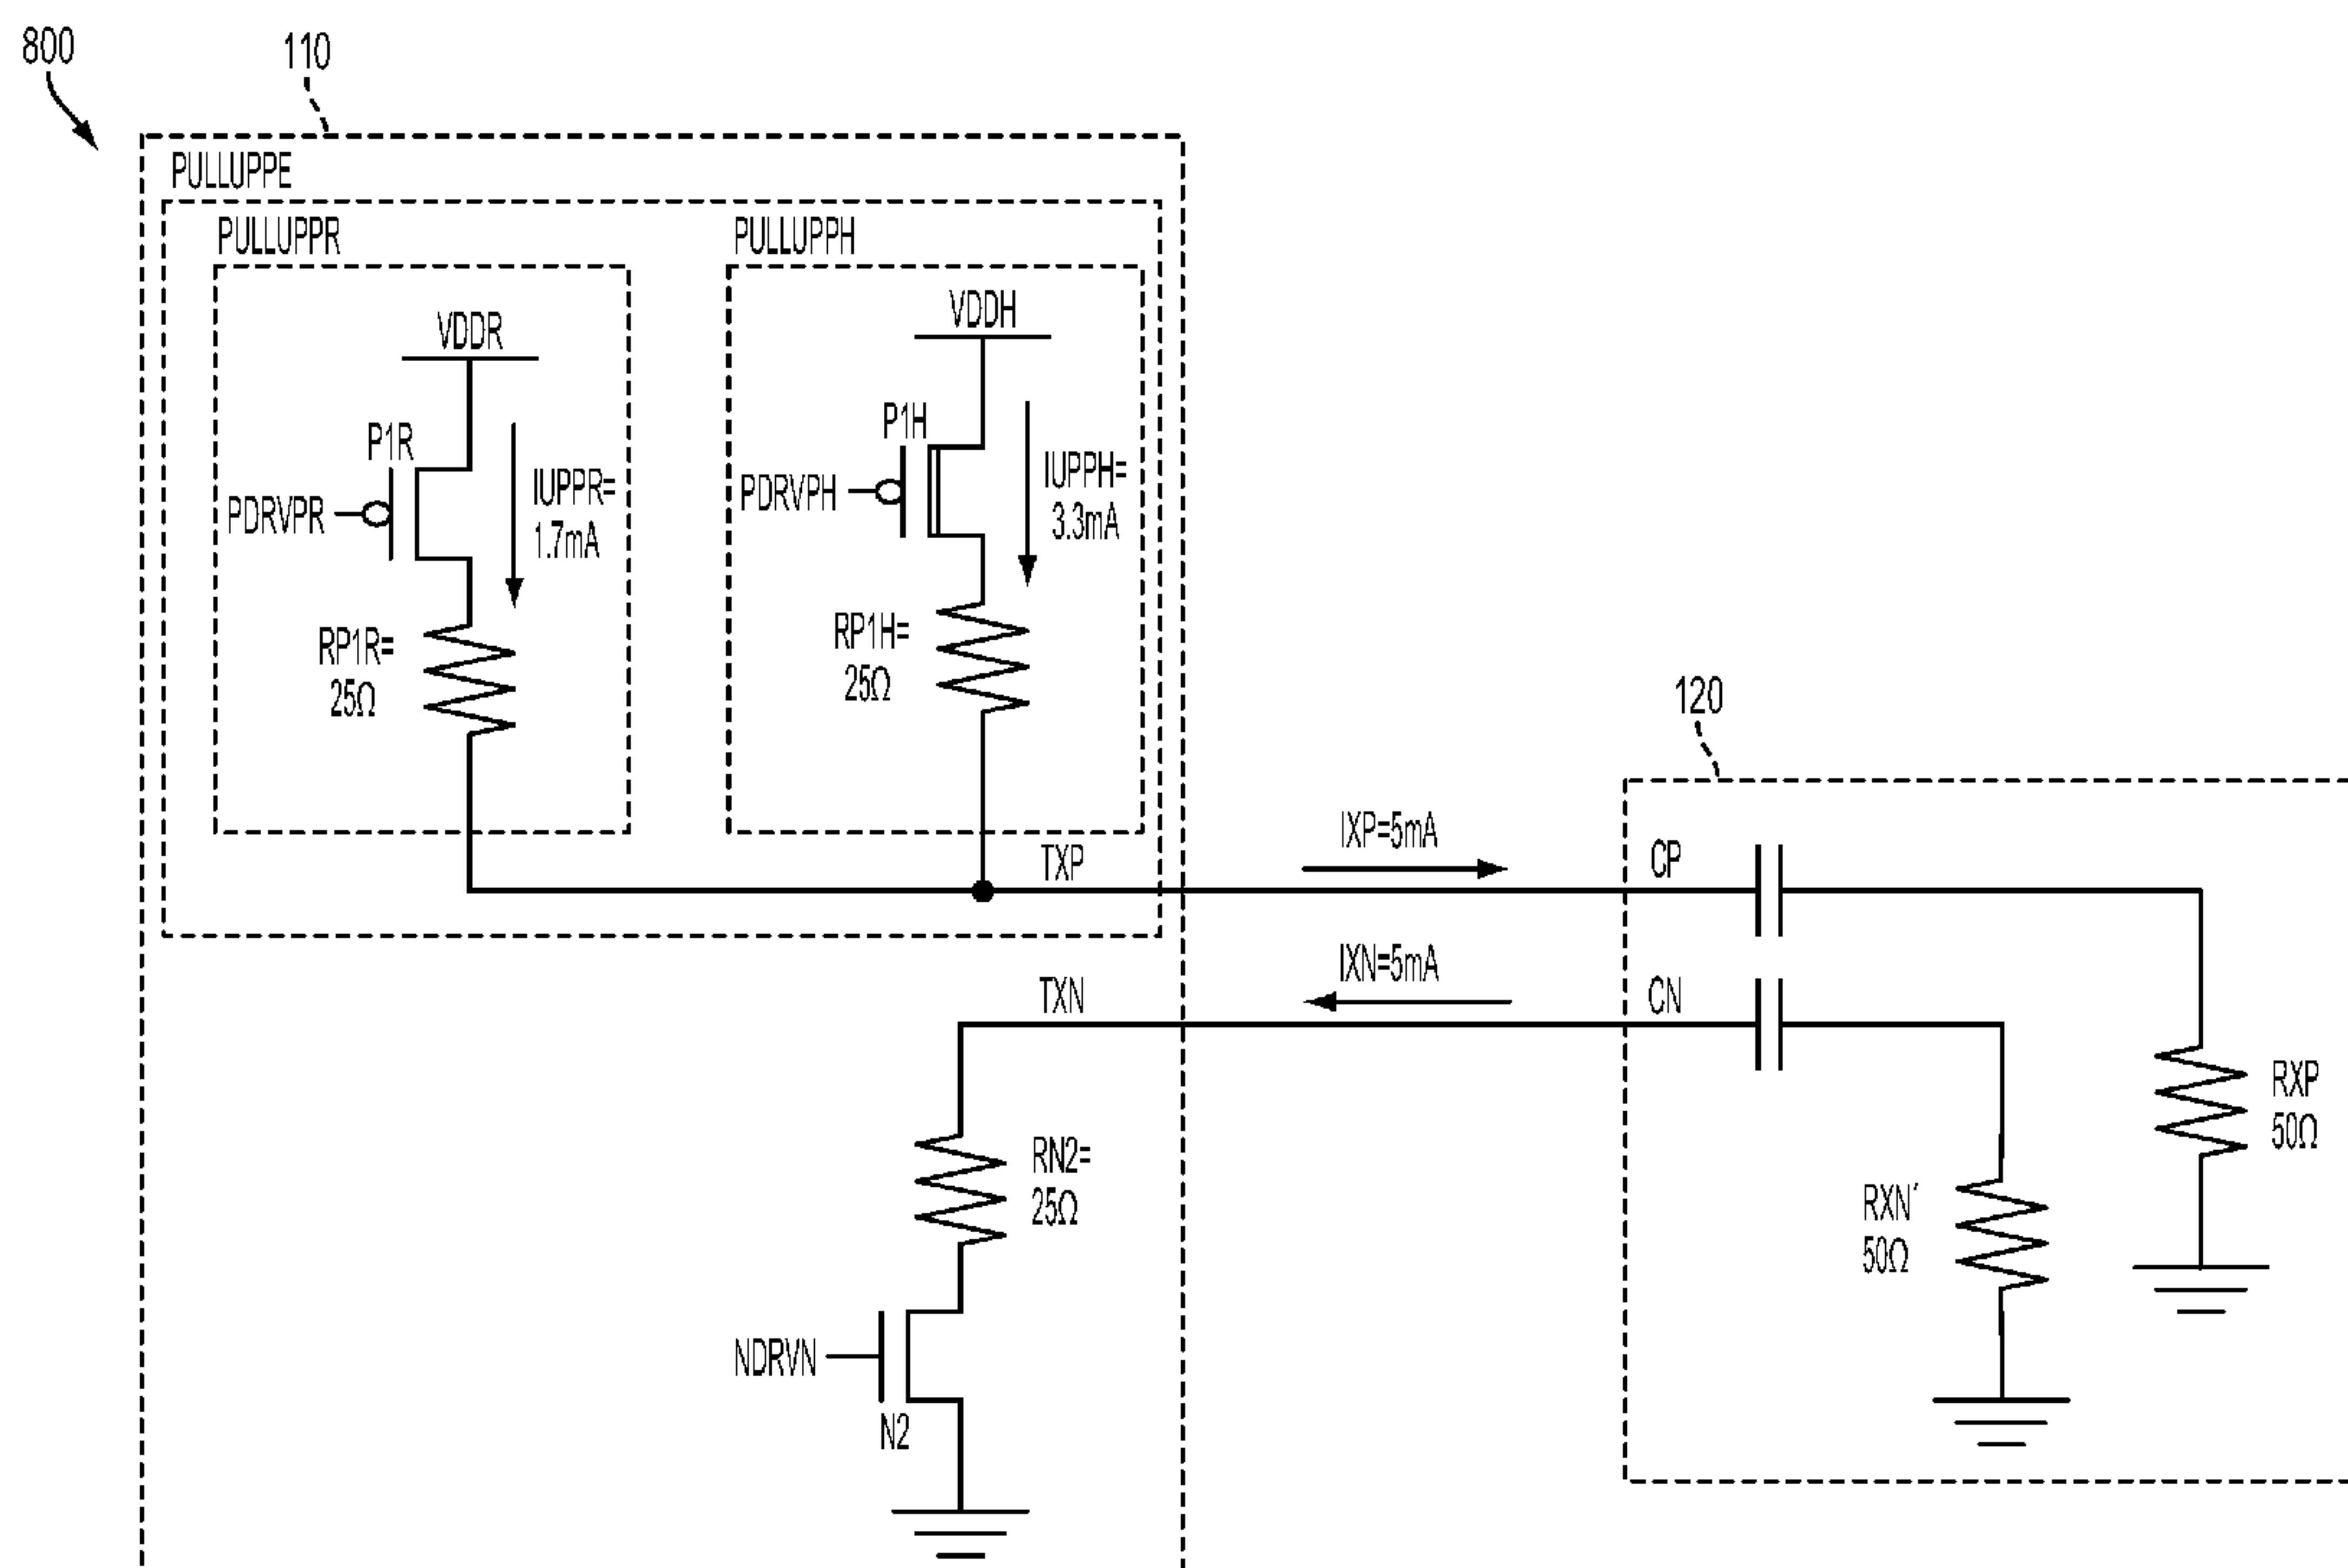 800
110
PULLUPPE
PULLUPPR
PULLUPPH
VDDR
VDDH
P1R
P1H
PDRVPR
IUPPR=
1.7mA
PDRVPH
IUPPH=
3.3mA
RP1R=
25Ω
RP1H=
25Ω
120
TXP
IXP=5mA
CP
TXN
IXN=5mA
CN
RXP
50Ω
RN2=
25Ω
RXN´
50Ω
NDRVN
N2